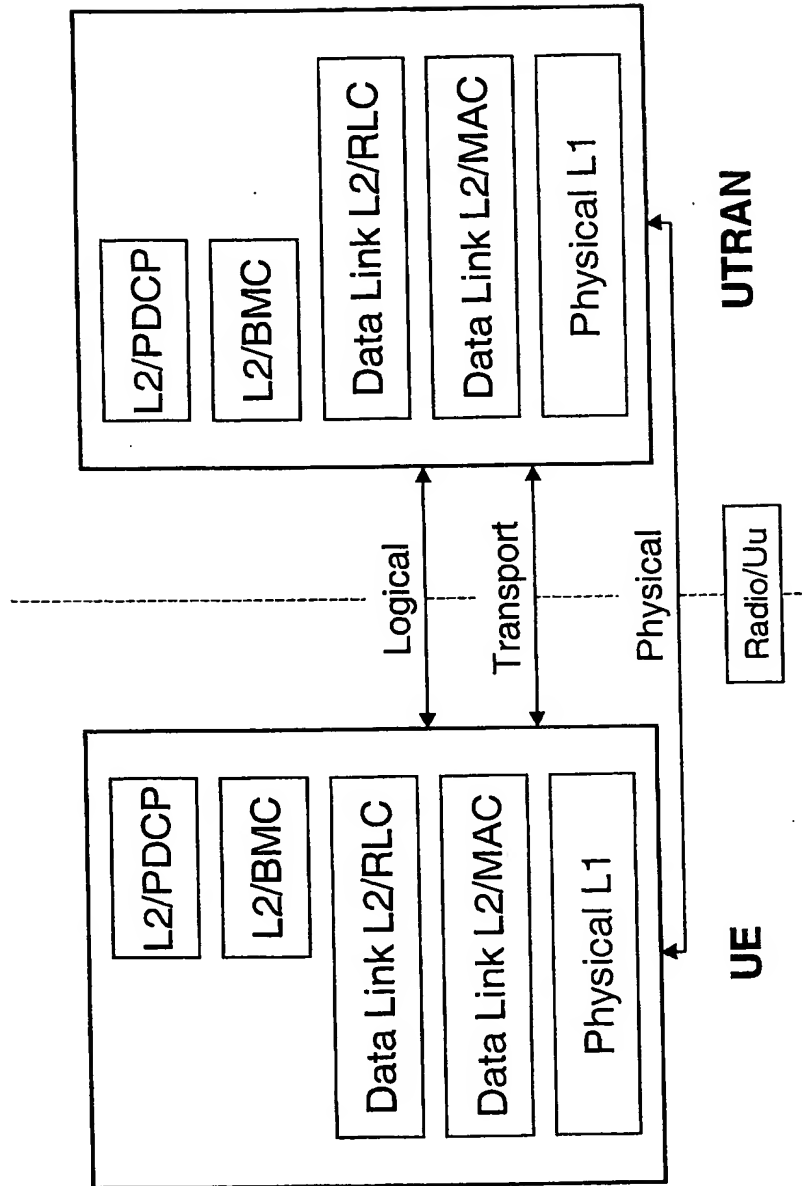 L2/PDCP
L2/BMC
Data Link L2/RLC
Data Link L2/MAC
Physical L1
UE
Logical
Transport
Physical
Radio/Uu
L2/PDCP
L2/BMC
Data Link L2/RLC
Data Link L2/MAC
Physical L1
UTRAN